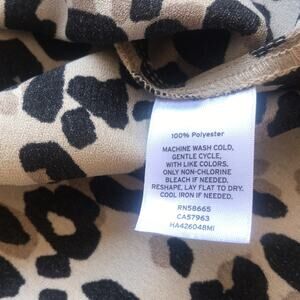 100% Polyester
MACHINE WASH COLD,
GENTLE CYCLE,
WITH LIKE COLORS.
ONLY NON-CHLORINE
BLEACH IF NEEDED.
RESHAPE, LAY FLAT TO DRY.
COOL IRON IF NEEDED.
RN58665
CA57963
HA426048MI